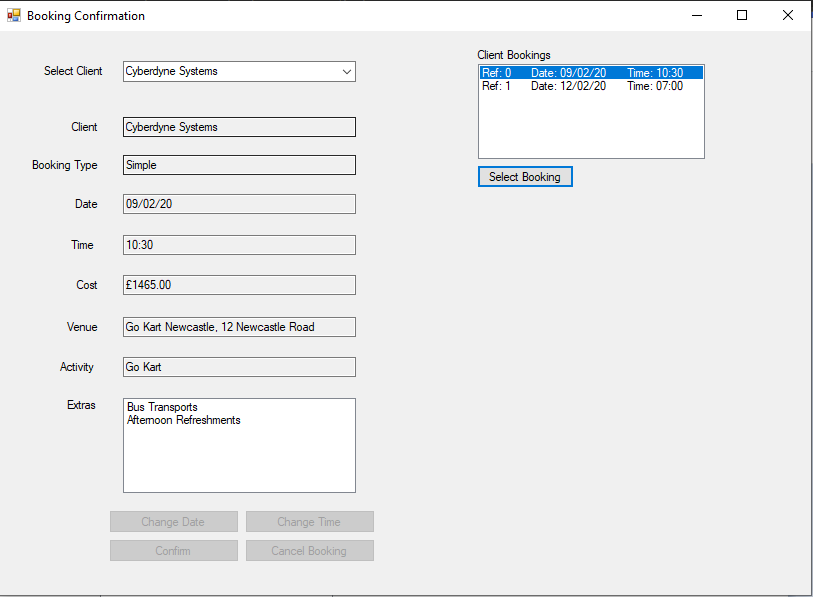 Booking Confirmation
Select Client Cyberdyne Systems
Client Cyberdyne Systems
Booking Type Simple
Date 09/02/20
Time 10:30
Cost £1465.00
Venue Go Kart Newcastle, 12 Newcastle Road
Activity Go Kart
Extras Bus Transports
Afternoon Refreshments
Change Date Change Time
Confirm Cancel Booking
Client Bookings
Ref: 0 Date: 09/02/20 Time: 10:30
Ref: 1 Date: 12/02/20 Time: 07:00
Select Booking